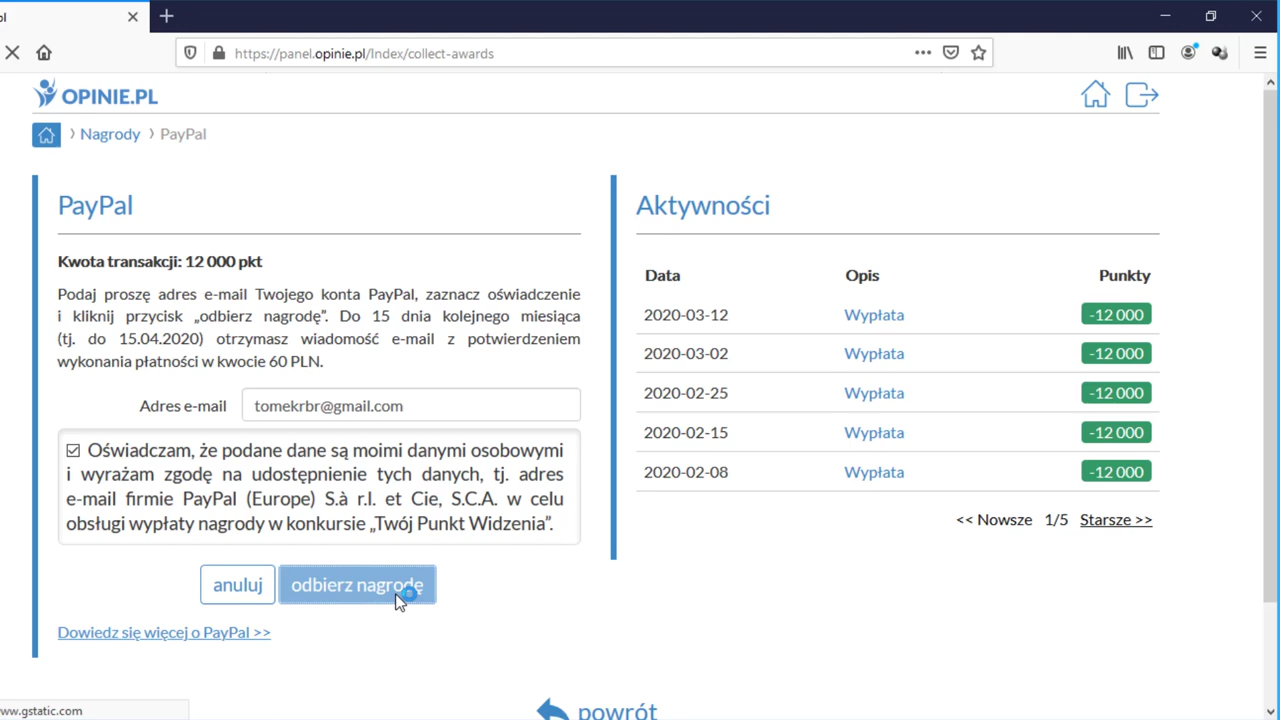 pl
https://panel.opinie.pl/Index/collect-awards
OPINIE.PL
Nagrody
PayPal
PayPal
Kwota transakcji: 12 000 pkt
Podaj proszę adres e-mail Twojego konta PayPal, zaznacz oświadczenie
i kliknij przycisk „odbierz nagrodę”. Do 15 dnia kolejnego miesiąca
(tj. do 15.04.2020) otrzymasz wiadomość e-mail z potwierdzeniem
wykonania płatności w kwocie 60 PLN.
Adres e-mail
tomekrbr@gmail.com
Oświadczam, że podane dane są moimi danymi osobowymi
i wyrażam zgodę na udostępnienie tych danych, tj. adres
e-mail firmie PayPal (Europe) S.à r.l. et Cie, S.C.A. w celu
obsługi wypłaty nagrody w konkursie „Twój Punkt Widzenia”.
anuluj
odbierz nagrodę
Dowiedz się więcej o PayPal >>
Aktywności
Data Opis Punkty
2020-03-12 Wypłata -12 000
2020-03-02 Wypłata -12 000
2020-02-25 Wypłata -12 000
2020-02-15 Wypłata -12 000
2020-02-08 Wypłata -12 000
<< Nowsze 1/5 Starsze >>
powrót
ww.gstatic.com